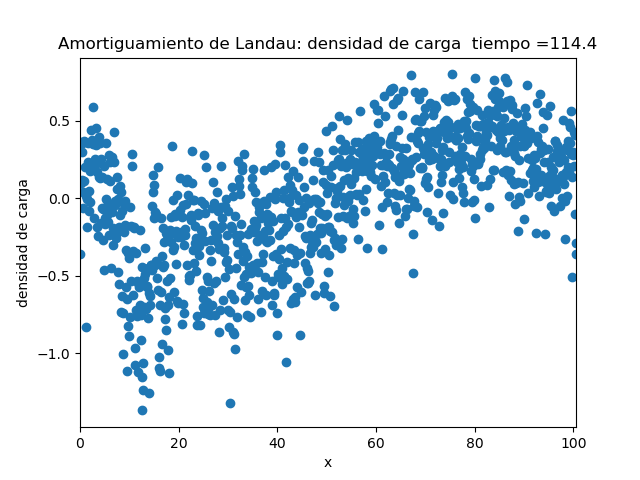 Amortiguamiento de Landau: densidad de carga  tiempo =114.4
densidad de carga
0.5
0.0
−0.5
−1.0
0 20 40 60 80 100
x